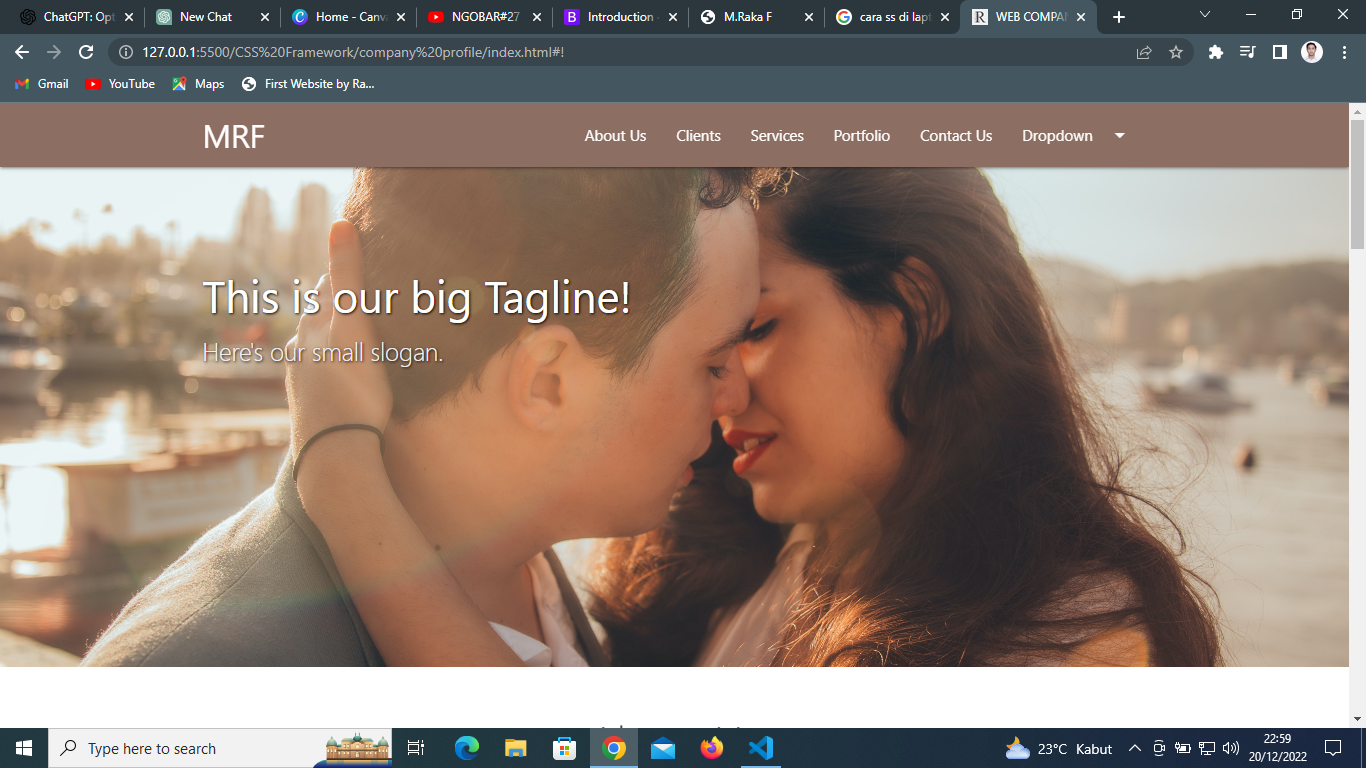 ChatGPT: Opt
New Chat
Home - Canv
NGOBAR#27
Introduction
M.Raka F
cara ss di lapt
WEB COMPA
127.0.0.1:5500/CSS%20Framework/company%20profile/index.html#!
Gmail
YouTube
Maps
First Website by Ra...
MRF
About Us
Clients
Services
Portfolio
Contact Us
Dropdown
This is our big Tagline!
Here's our small slogan.
Type here to search
23°C Kabut
22:59
20/12/2022